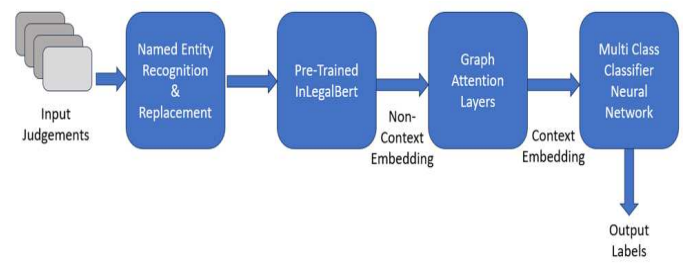 Input
Judgements
Named Entity
Recognition
&
Replacement
Pre-Trained
InLegalBert
Non-
Context
Embedding
Graph
Attention
Layers
Context
Embedding
Multi Class
Classifier
Neural
Network
Output
Labels